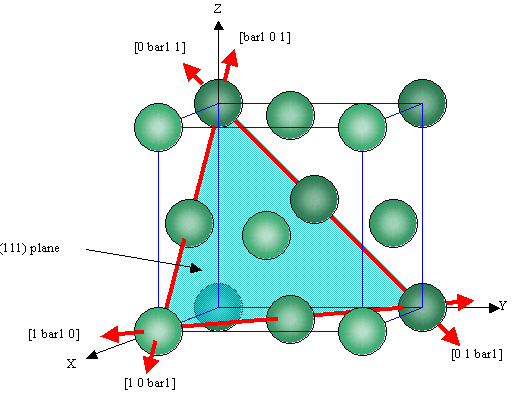 Z
[0 bar1 1]
[bar1 0 1]
(111) plane
Y
[1 bar1 0]
X
[0 1 bar1]
[1 0 bar1]